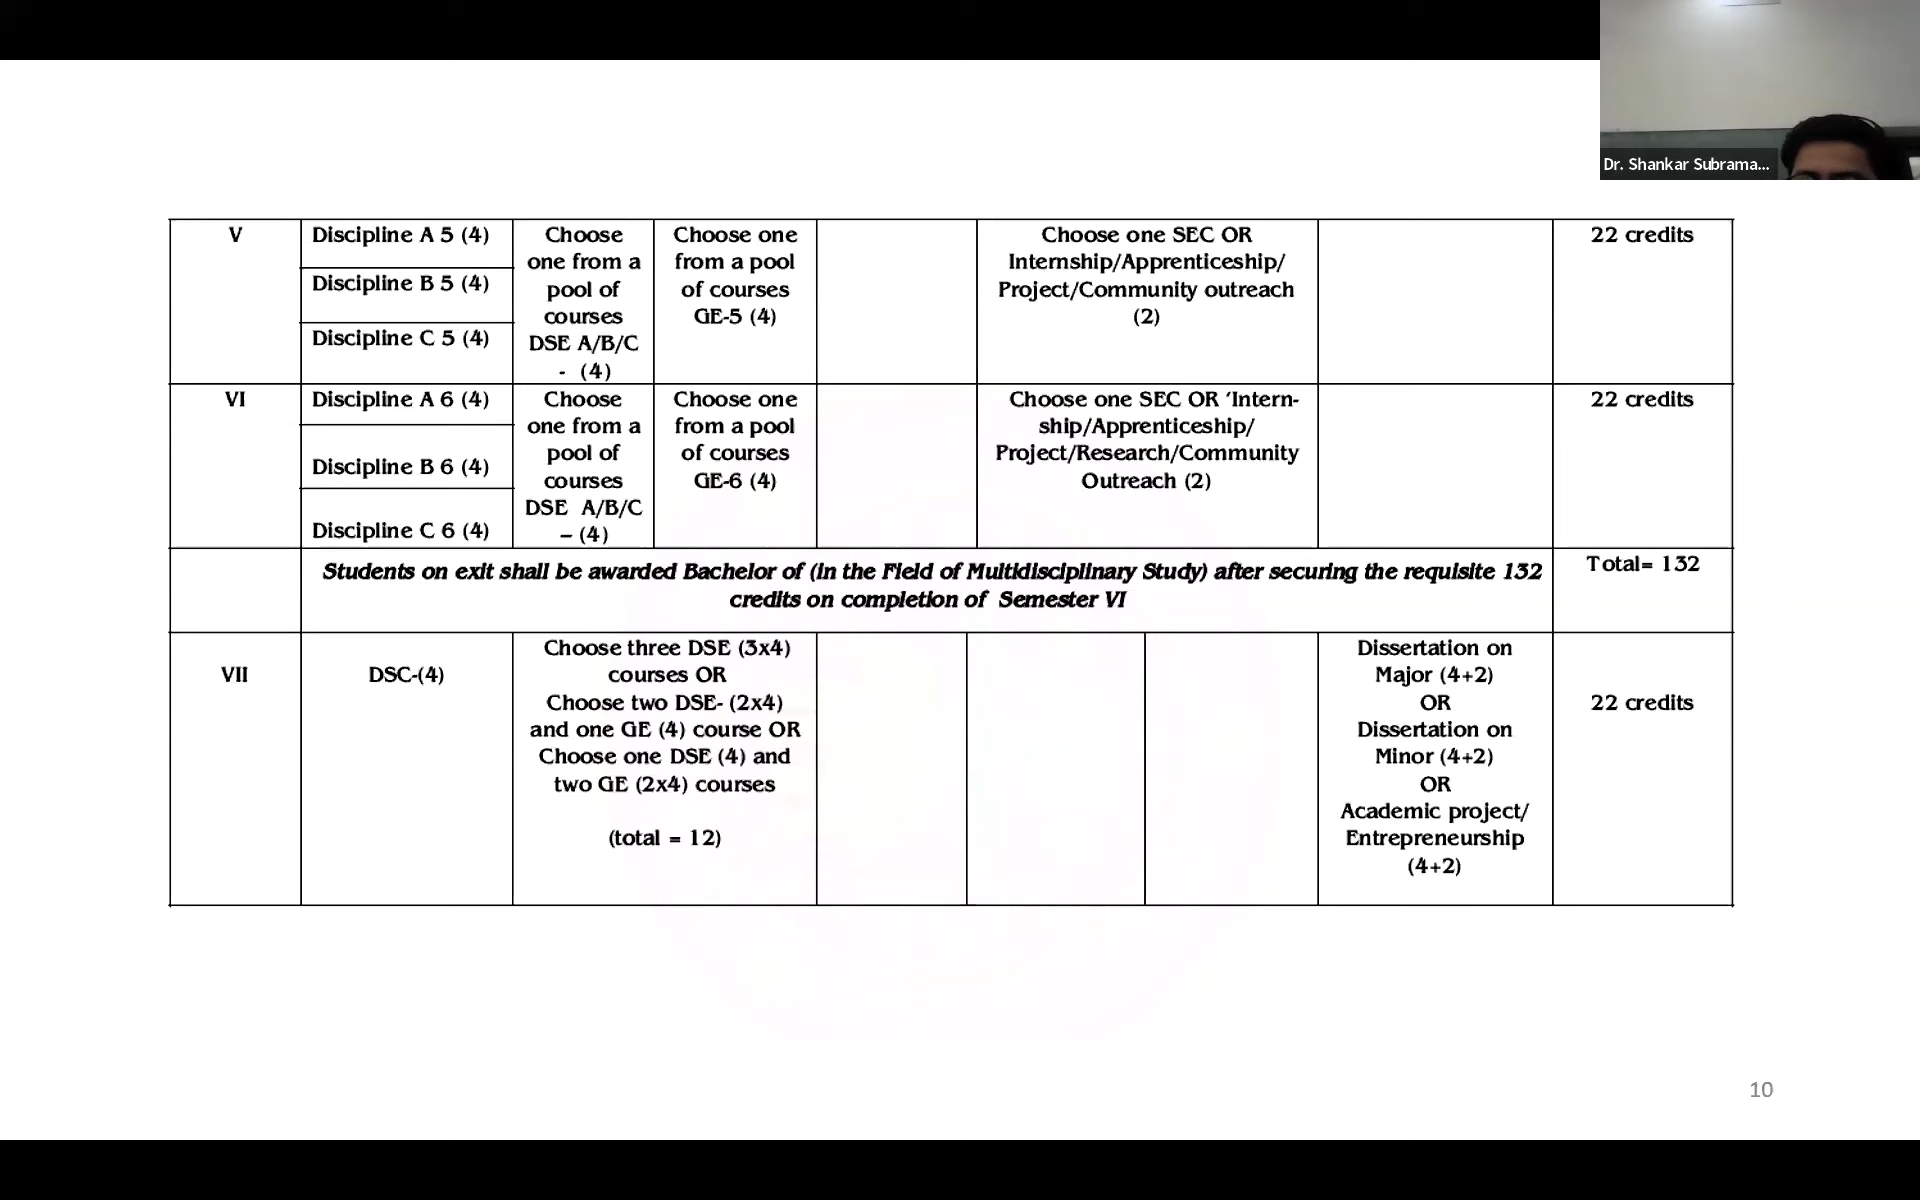 Dr. Shankar Subrama...
V
Discipline A 5 (4)
Discipline B 5 (4)
Discipline C 5 (4)
Choose
one from a
pool of
courses
DSE A/B/C
- (4)
Choose one
from a pool
of courses
GE-5 (4)
Choose one SEC OR
Internship/Apprenticeship/
Project/Community outreach
(2)
22 credits
VI
Discipline A 6 (4)
Discipline B 6 (4)
Discipline C 6 (4)
Choose
one from a
pool of
courses
DSE A/B/C
– (4)
Choose one
from a pool
of courses
GE-6 (4)
Choose one SEC OR ‘Intern-
ship/Apprenticeship/
Project/Research/Community
Outreach (2)
22 credits
Students on exit shall be awarded Bachelor of (in the Field of Multidisciplinary Study) after securing the requisite 132
credits on completion of Semester VI
Total= 132
VII
DSC-(4)
Choose three DSE (3x4)
courses OR
Choose two DSE- (2x4)
and one GE (4) course OR
Choose one DSE (4) and
two GE (2x4) courses
(total = 12)
Dissertation on
Major (4+2)
OR
Dissertation on
Minor (4+2)
OR
Academic project/
Entrepreneurship
(4+2)
22 credits
10